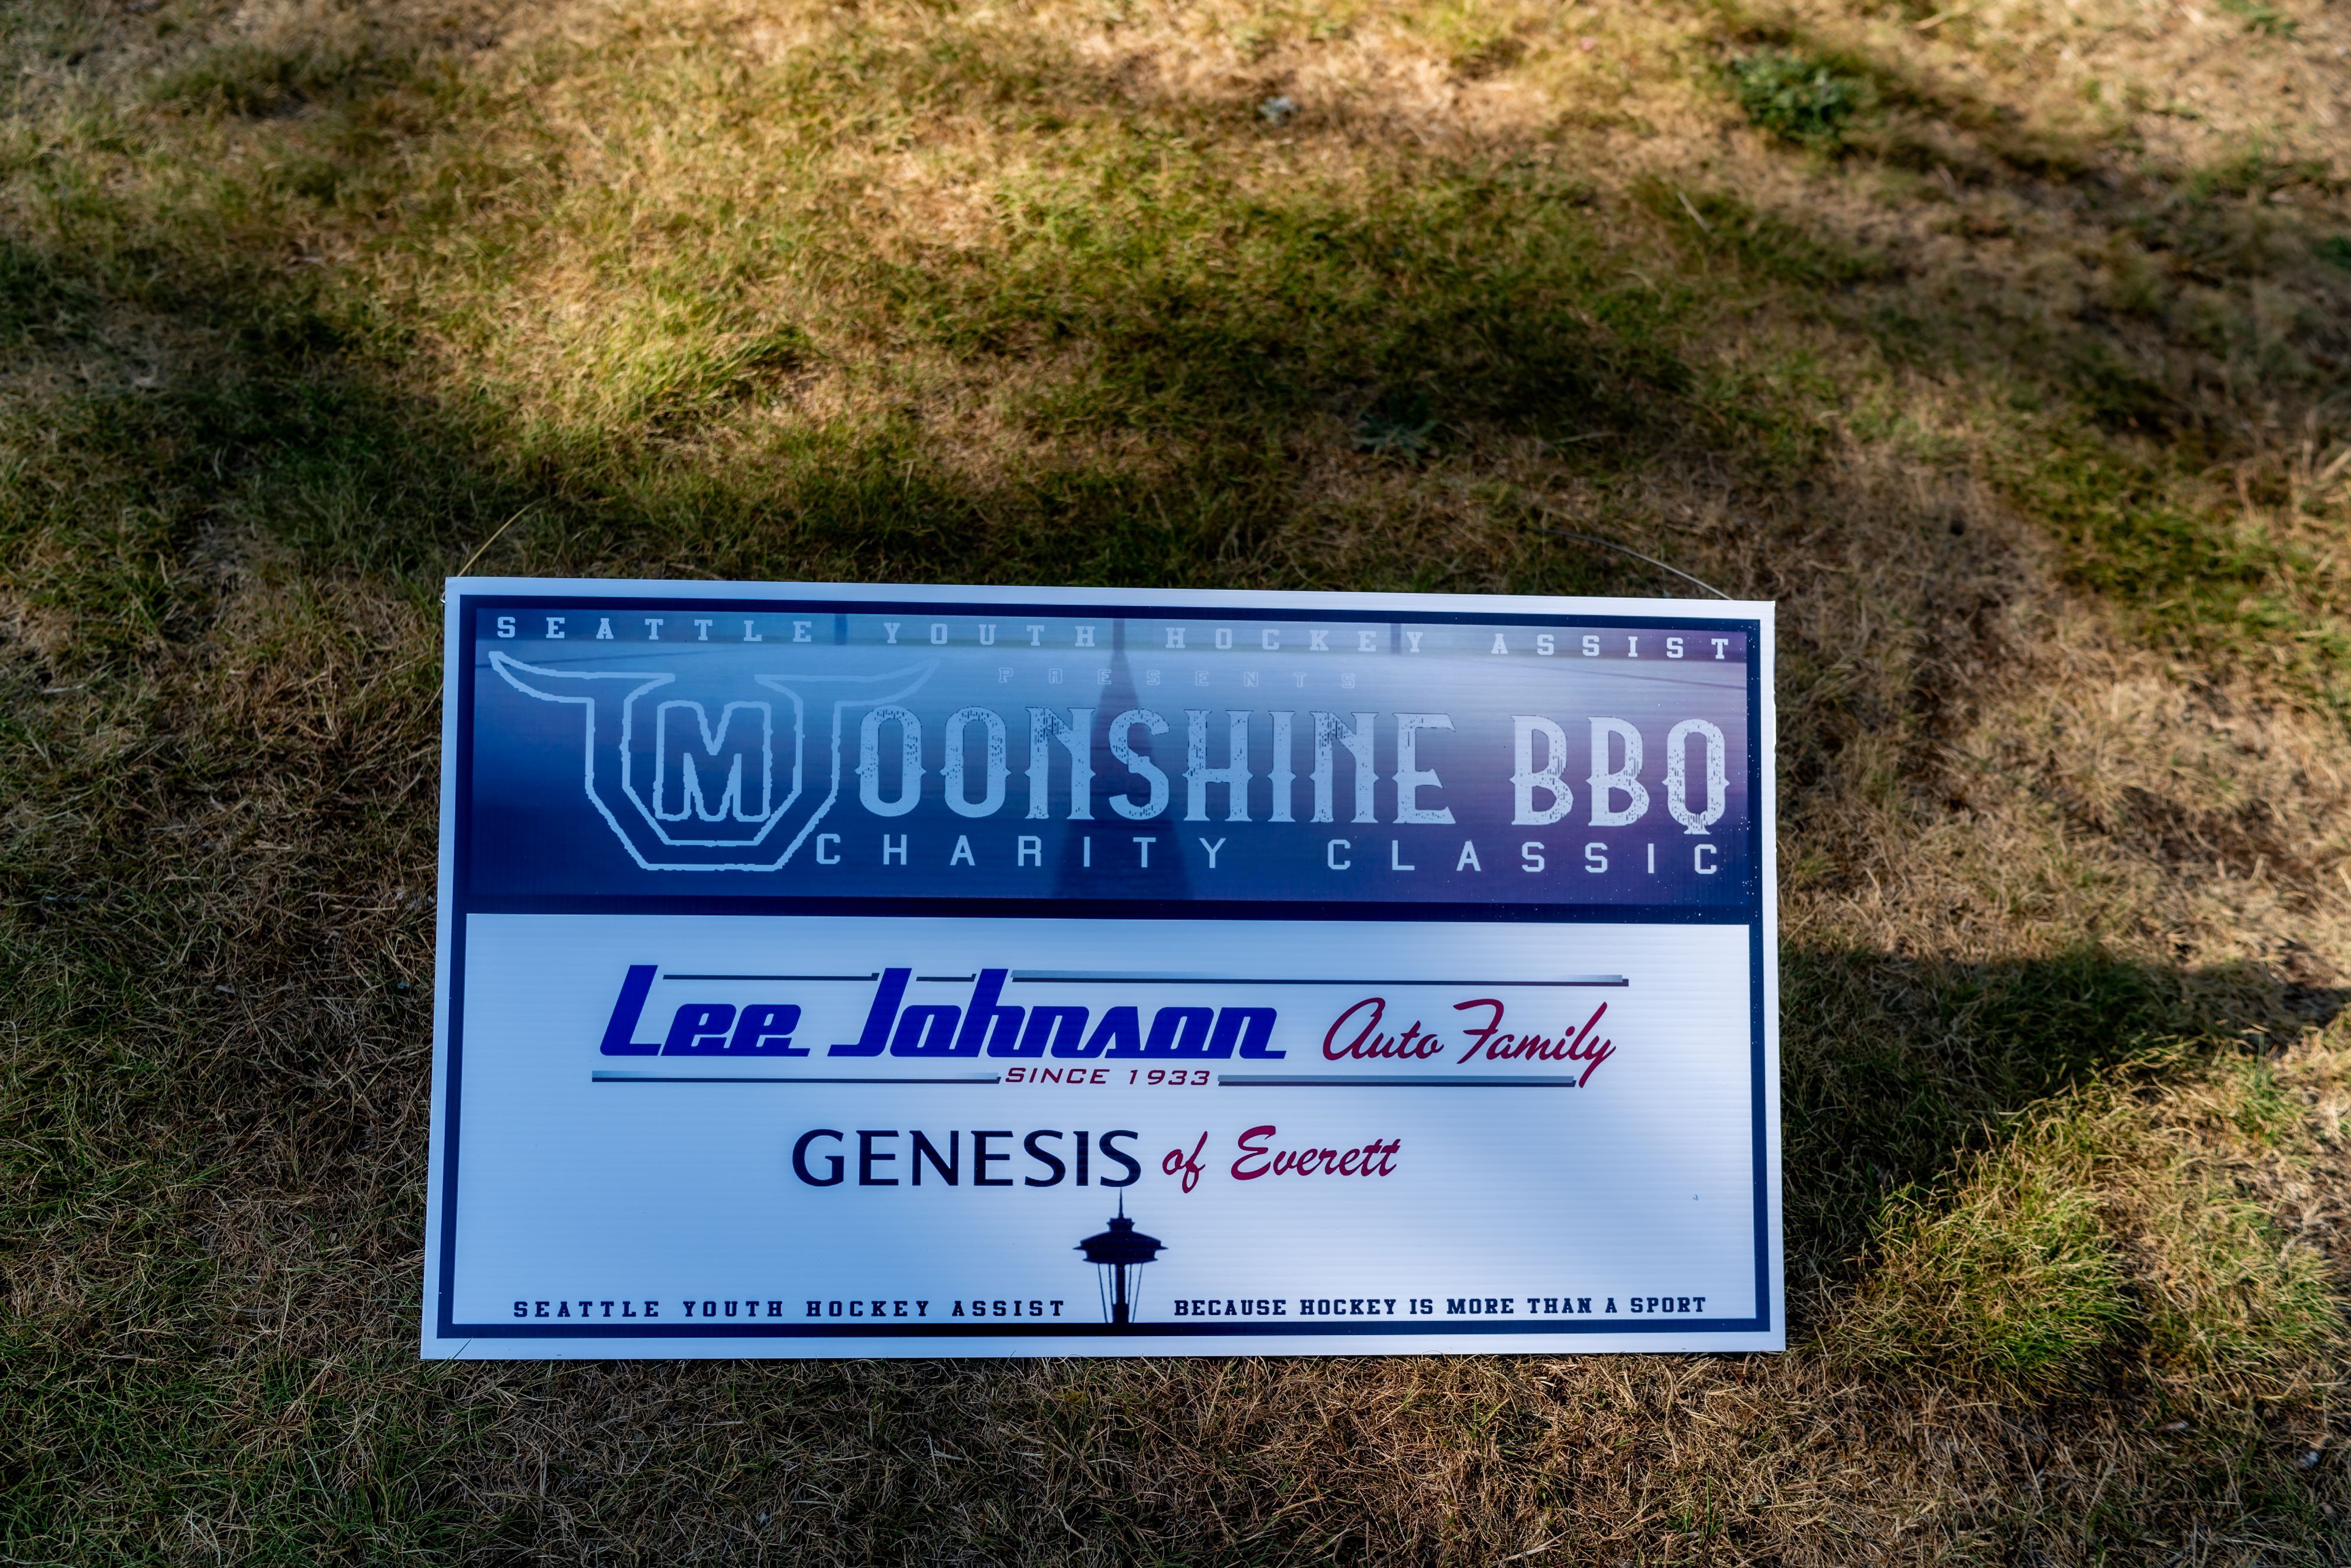 SEATTLE YOUTH HOCKEY ASSIST
PRESENTS
MOONSHINE BBQ
CHARITY CLASSIC
Lee Johnson Auto Family
SINCE 1933
GENESIS of Everett
SEATTLE YOUTH HOCKEY ASSIST BECAUSE HOCKEY IS MORE THAN A SPORT